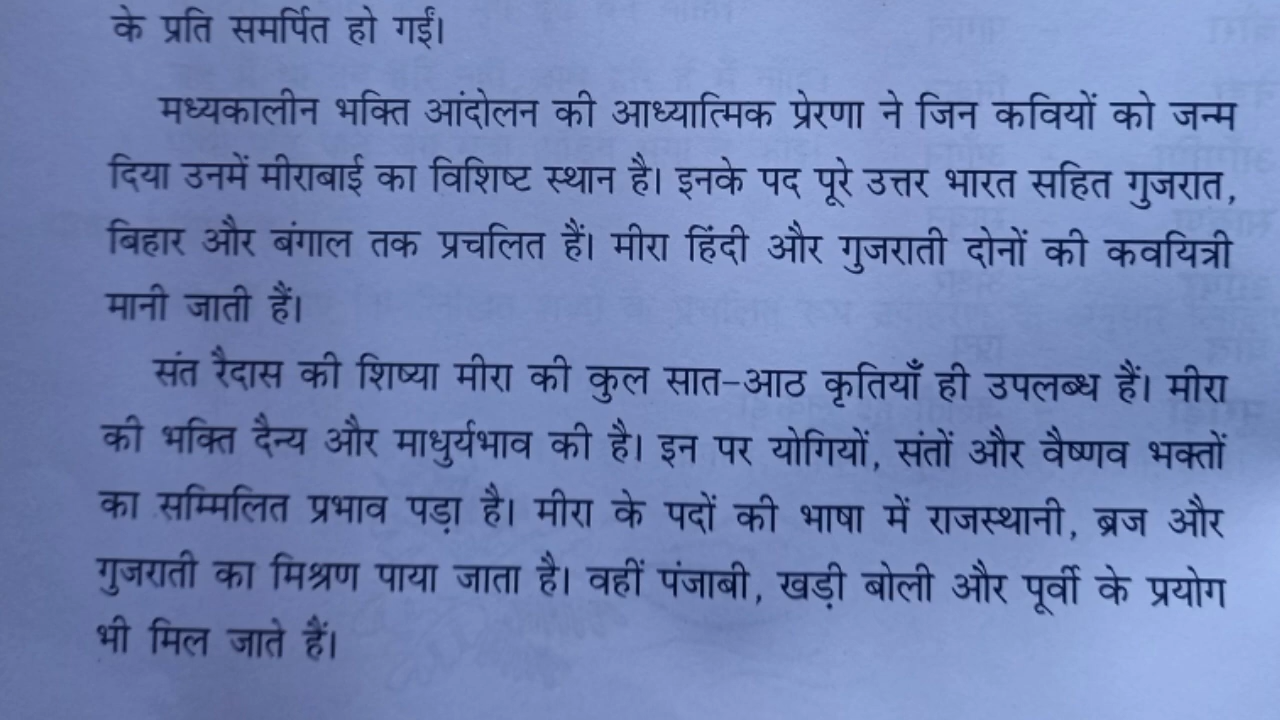 के प्रति समर्पित हो गईं।
मध्यकालीन भक्ति आंदोलन की आध्यात्मिक प्रेरणा ने जिन कवियों को जन्म
दिया उनमें मीराबाई का विशिष्ट स्थान है। इनके पद पूरे उत्तर भारत सहित गुजरात,
बिहार और बंगाल तक प्रचलित हैं। मीरा हिंदी और गुजराती दोनों की कवयित्री
मानी जाती हैं।
संत रैदास की शिष्या मीरा की कुल सात-आठ कृतियाँ ही उपलब्ध हैं। मीरा
की भक्ति दैन्य और माधुर्यभाव की है। इन पर योगियों, संतों और वैष्णव भक्तों
का सम्मिलित प्रभाव पड़ा है। मीरा के पदों की भाषा में राजस्थानी, ब्रज और
गुजराती का मिश्रण पाया जाता है। वहीं पंजाबी, खड़ी बोली और पूर्वी के प्रयोग
भी मिल जाते हैं।